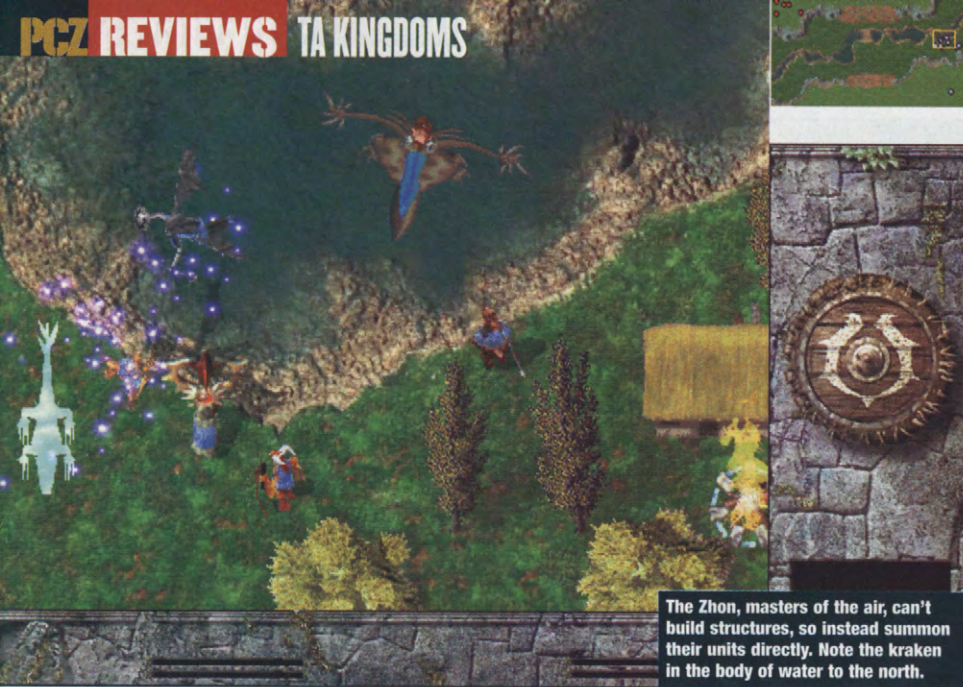 PCZ REVIEWS TA KINGDOMS
The Zhon, masters of the air, can't
build structures, so instead summon
their units directly. Note the kraken
in the body of water to the north.